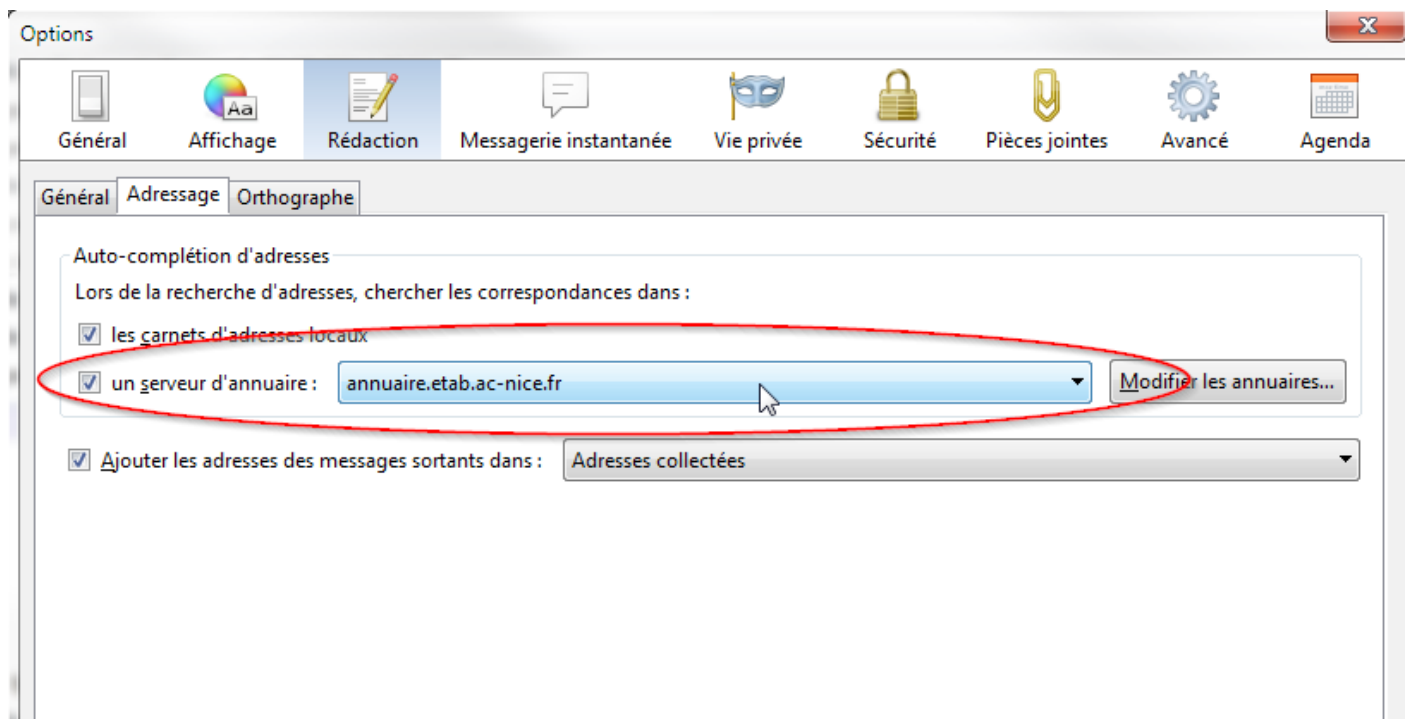 Options
Général Affichage Rédaction Messagerie instantanée Vie privée Sécurité Pièces jointes Avancé Agenda
Général Adressage Orthographe
Auto-complétion d'adresses
Lors de la recherche d'adresses, chercher les correspondances dans :
les carnets d'adresses locaux
un serveur d'annuaire : annuaire.etab.ac-nice.fr Modifier les annuaires...
Ajouter les adresses des messages sortants dans : Adresses collectées